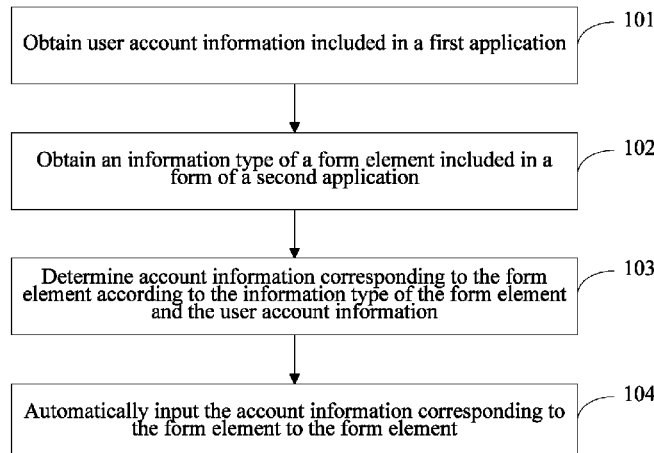 Obtain user account information included in a first application
101
Obtain an information type of a form element included in a
form of a second application
102
Determine account information corresponding to the form
element according to the information type of the form element
and the user account information
103
Automatically input the account information corresponding to
the form element to the form element
104